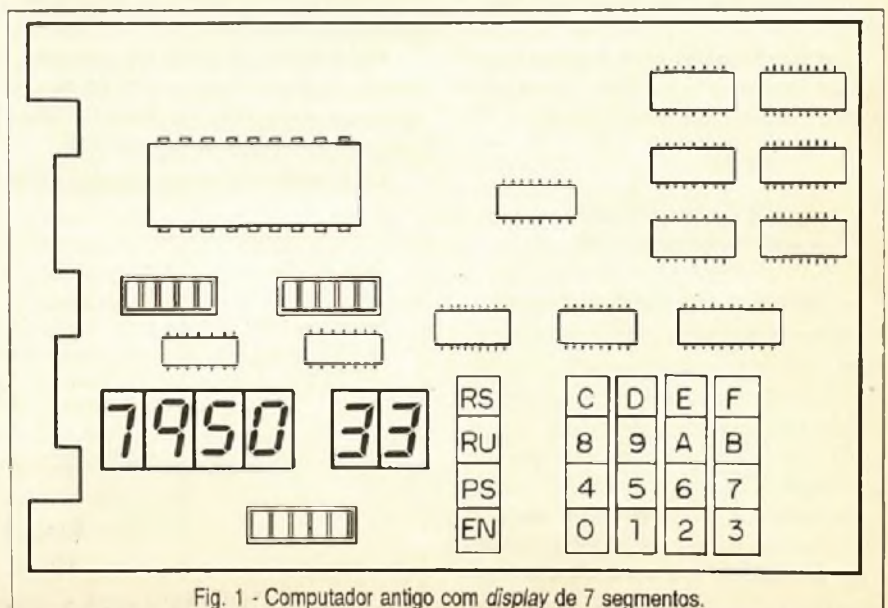 RS C D E F
7950 33 RU 8 9 A B
PS 4 5 6 7
EN 0 1 2 3
Fig. 1 - Computador antigo com display de 7 segmentos.